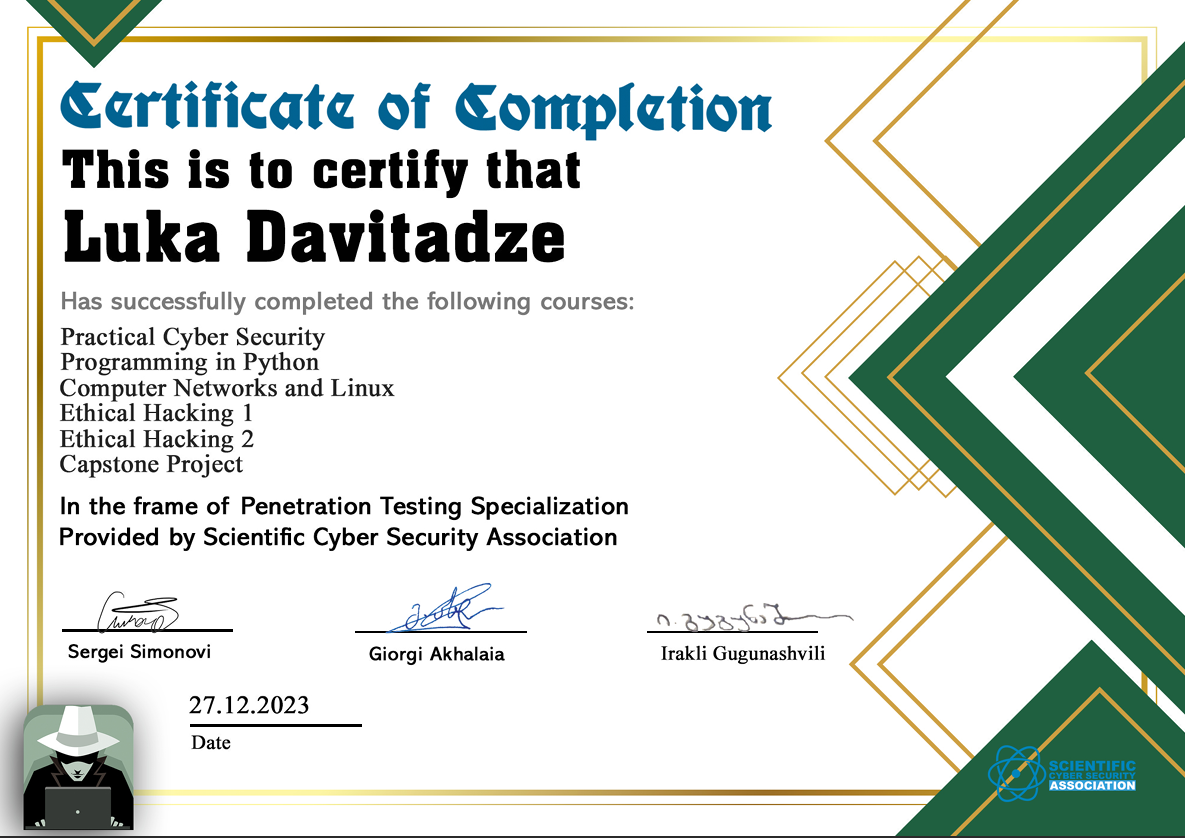 Certificate of Completion
This is to certify that
Luka Davitadze
Has successfully completed the following courses:
Practical Cyber Security
Programming in Python
Computer Networks and Linux
Ethical Hacking 1
Ethical Hacking 2
Capstone Project
In the frame of Penetration Testing Specialization
Provided by Scientific Cyber Security Association
ი. გუგუნაშ
Sergei Simonovi
Giorgi Akhalaia
Irakli Gugunashvili
27.12.2023
Date
SCIENTIFIC
CYBER SECURITY
ASSOCIATION